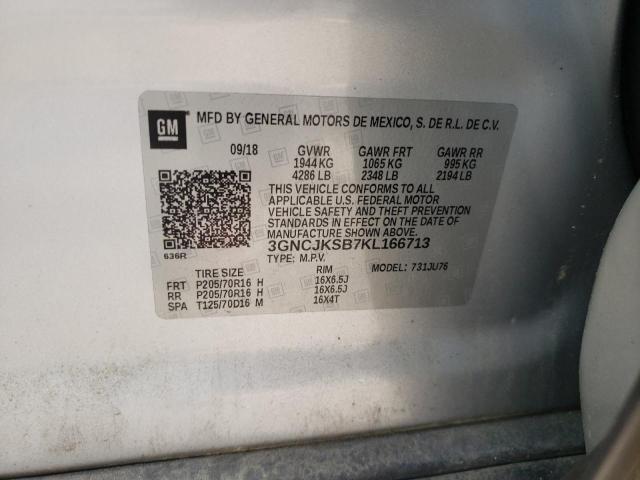 GM
MFD BY GENERAL MOTORS DE MEXICO, S. DE R.L. DE C.V.
09/18 GVWR GAWR FRT GAWR RR
1944 KG 1065 KG 995 KG
4286 LB 2348 LB 2194 LB
THIS VEHICLE CONFORMS TO ALL
APPLICABLE U.S. FEDERAL MOTOR
VEHICLE SAFETY AND THEFT PREVENTION
STANDARDS IN EFFECT ON THE DATE OF
MANUFACTURE.
3GNCJKSB7KL166713
636R
TYPE: M.P.V. MODEL: 731JU76
TIRE SIZE RIM
FRT P205/70R16 H 16X6.5J
RR P205/70R16 H 16X6.5J
SPA T125/70D16 M 16X4T